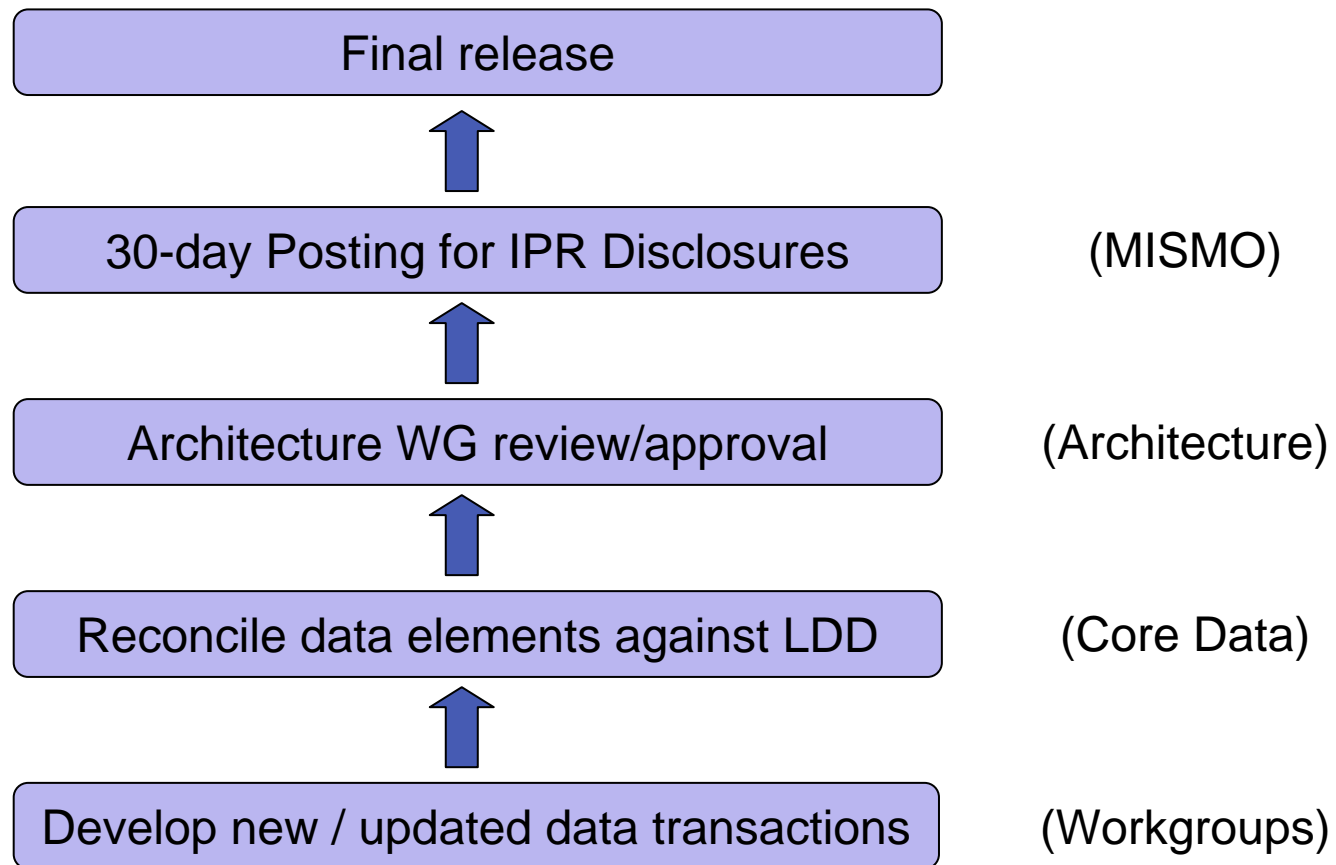 Final release
30-day Posting for IPR Disclosures (MISMO)
Architecture WG review/approval (Architecture)
Reconcile data elements against LDD (Core Data)
Develop new / updated data transactions (Workgroups)